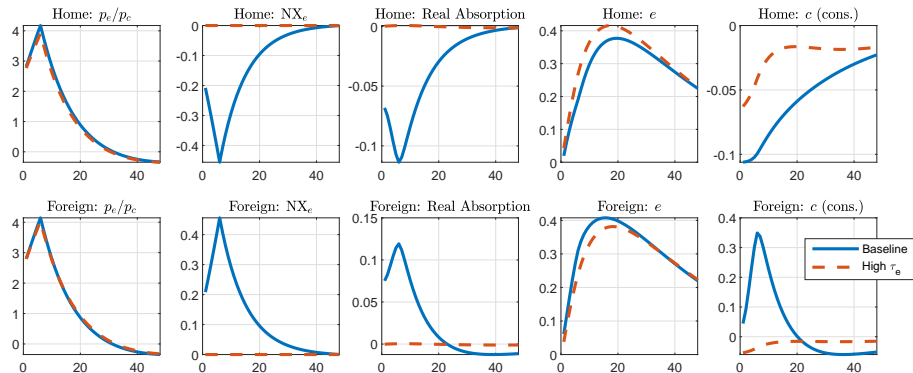 Home: p_e/p_c
Home: NX_e
Home: Real Absorption
Home: e
Home: c (cons.)
4
3
2
1
0
0
-0.1
-0.2
-0.3
-0.4
0
-0.05
-0.1
0.4
0.3
0.2
0.1
0
0
-0.05
-0.1
0 20 40
0 20 40
0 20 40
0 20 40
0 20 40
Foreign: p_e/p_c
Foreign: NX_e
Foreign: Real Absorption
Foreign: e
Foreign: c (cons.)
4
3
2
1
0
0.4
0.3
0.2
0.1
0
0.15
0.1
0.05
0
0.4
0.3
0.2
0.1
0
0.4
0.3
0.2
0.1
0
Baseline
High τ_e
0 20 40
0 20 40
0 20 40
0 20 40
0 20 40